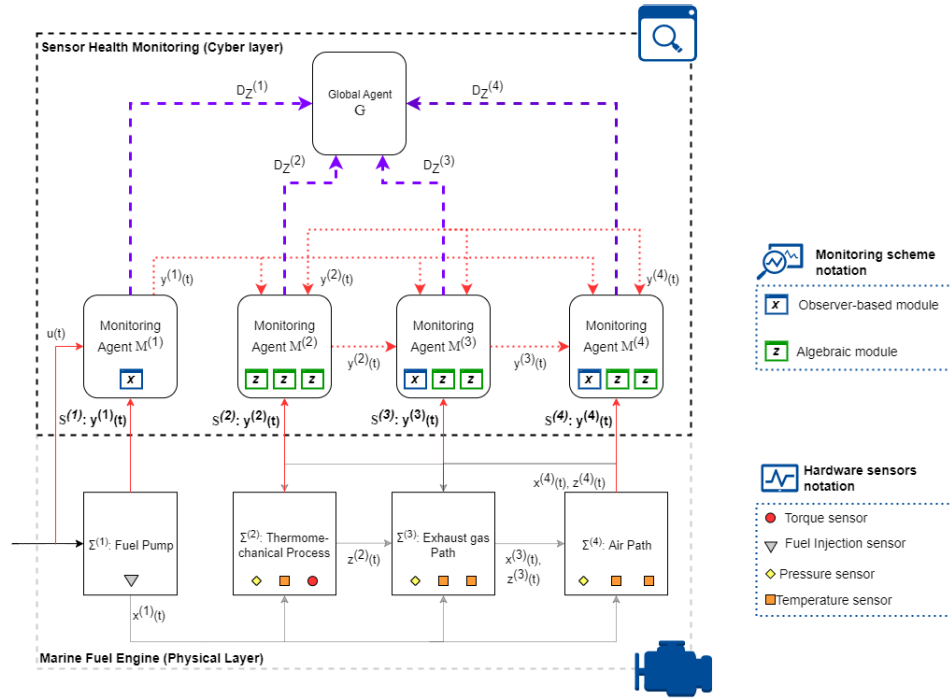 Sensor Health Monitoring (Cyber layer)
Global Agent
G
D_Z^(1)
D_Z^(4)
D_Z^(2)
D_Z^(3)
y^(1)(t)
y^(2)(t)
y^(4)(t)
u(t)
Monitoring
Agent M^(1)
x
Monitoring
Agent M^(2)
z z z
y^(2)(t)
Monitoring
Agent M^(3)
x z z
y^(3)(t)
Monitoring
Agent M^(4)
x z z
S^(1): y^(1)(t)
S^(2): y^(2)(t)
S^(3): y^(3)(t)
S^(4): y^(4)(t)
x^(4)(t), z^(4)(t)
Σ^(1): Fuel Pump
Σ^(2): Thermome-
chanical Process
z^(2)(t)
Σ^(3): Exhaust gas
Path
x^(3)(t),
z^(3)(t)
Σ^(4): Air Path
x^(1)(t)
Marine Fuel Engine (Physical Layer)
Monitoring scheme
notation
x Observer-based module
z Algebraic module
Hardware sensors
notation
Torque sensor
Fuel Injection sensor
Pressure sensor
Temperature sensor